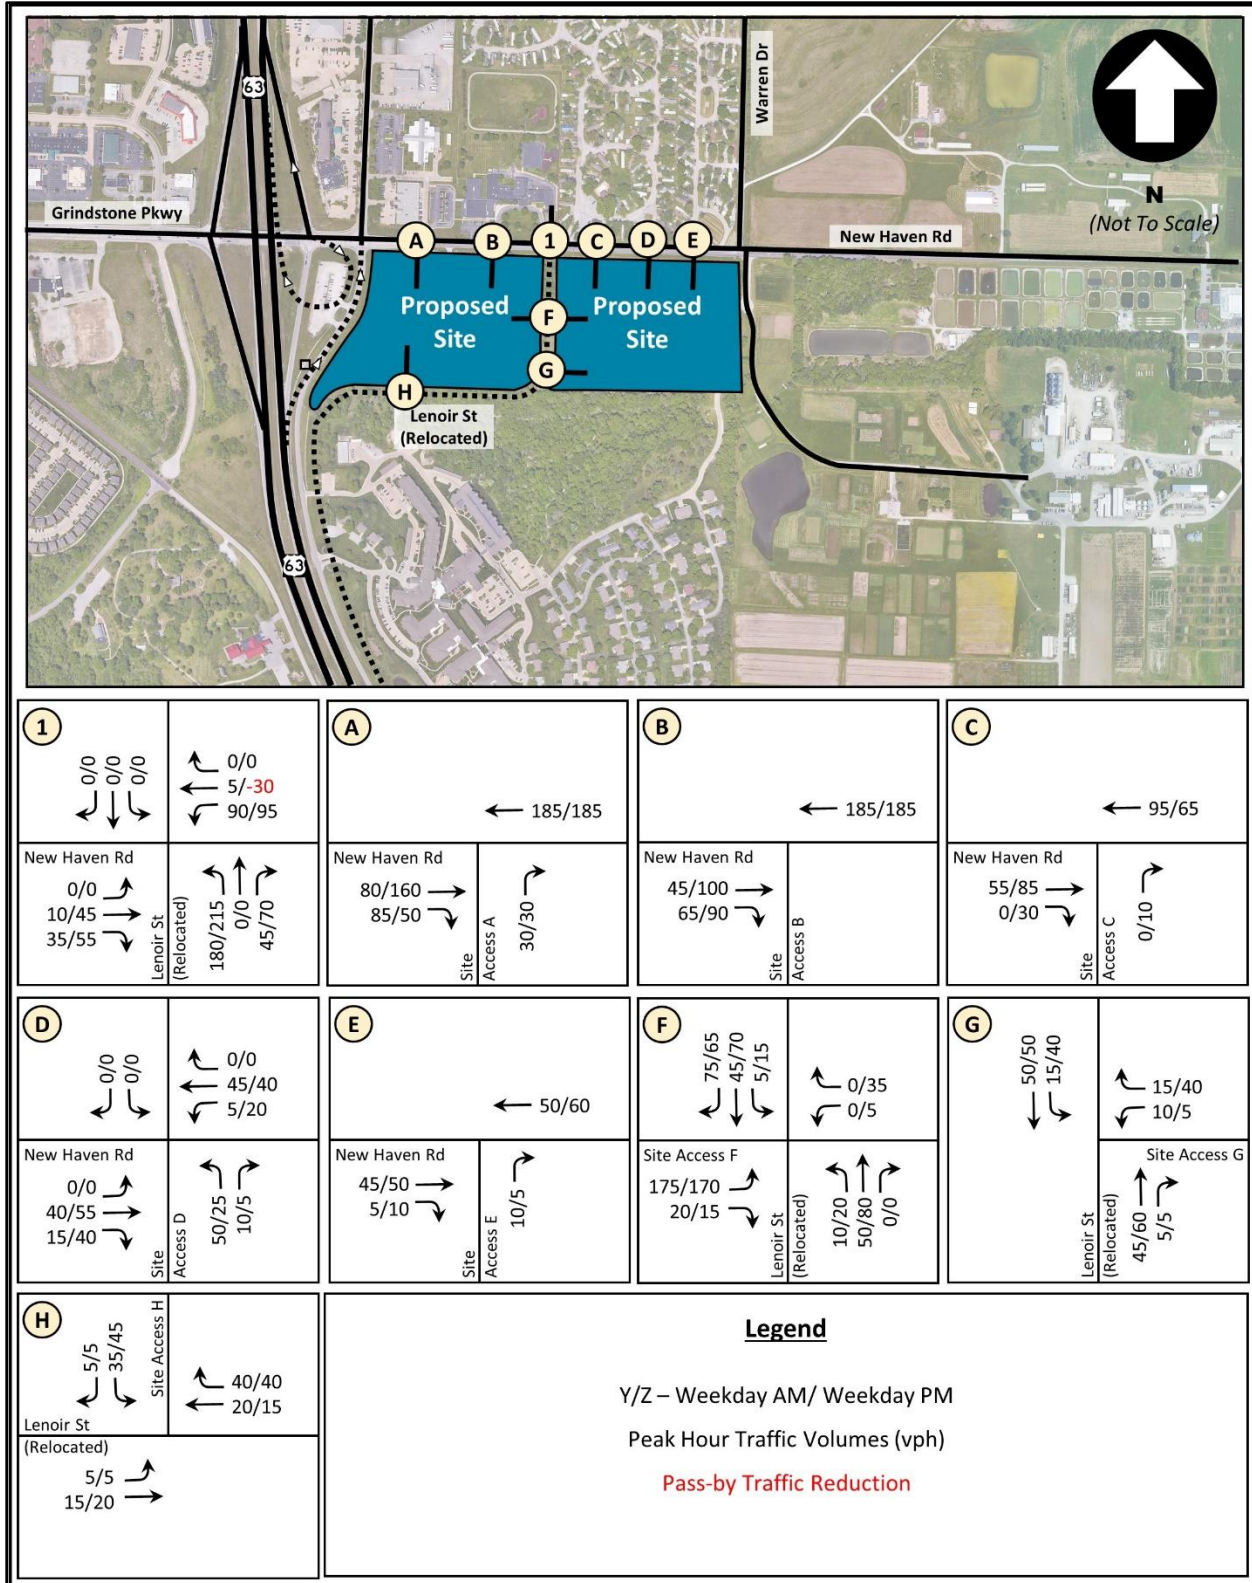 63
Warren Dr
Grindstone Pkwy
N
(Not To Scale)
New Haven Rd
A
B
1
C
D
E
Proposed
Site
F
Proposed
Site
G
H
Lenoir St
(Relocated)
63
1
0/0
0/0
0/0
0/0
5/-30
90/95
New Haven Rd
0/0
10/45
35/55
Lenoir St
(Relocated)
180/215
0/0
45/70
A
185/185
New Haven Rd
80/160
85/50
Site
Access A
30/30
B
185/185
New Haven Rd
45/100
65/90
Site
Access B
C
95/65
New Haven Rd
55/85
0/30
Site
Access C
0/10
D
0/0
0/0
0/0
45/40
5/20
New Haven Rd
0/0
40/55
15/40
Site
Access D
50/25
10/5
E
50/60
New Haven Rd
45/50
5/10
Site
Access E
10/5
F
75/65
45/70
5/15
0/35
0/5
Site Access F
175/170
20/15
Lenoir St
(Relocated)
10/20
50/80
0/0
G
50/50
15/40
15/40
10/5
Site Access G
Lenoir St
(Relocated)
45/60
5/5
H
5/5
35/45
Site Access H
40/40
20/15
Lenoir St
(Relocated)
5/5
15/20
Legend
Y/Z – Weekday AM/ Weekday PM
Peak Hour Traffic Volumes (vph)
Pass-by Traffic Reduction